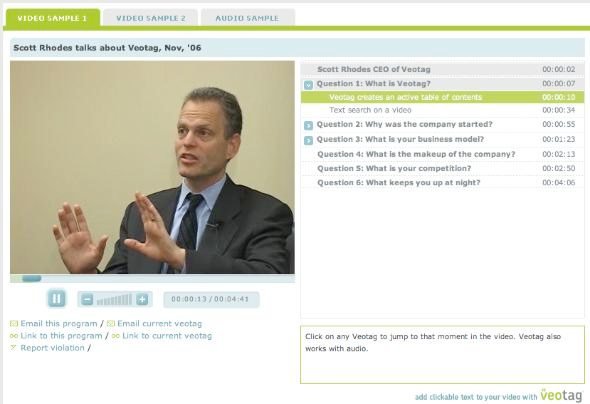 VIDEO SAMPLE 1
VIDEO SAMPLE 2
AUDIO SAMPLE
Scott Rhodes talks about Veotag, Nov, '06
Scott Rhodes CEO of Veotag 00:00:02
Question 1: What is Veotag? 00:00:07
Veotag creates an active table of contents 00:00:10
Text search on a video 00:00:34
Question 2: Why was the company started? 00:00:55
Question 3: What is your business model? 00:01:23
Question 4: What is the makeup of the company? 00:02:13
Question 5: What is your competition? 00:02:50
Question 6: What keeps you up at night? 00:04:06
00:00:13 / 00:04:41
Email this program / Email current veotag
Link to this program / Link to current veotag
Report violation /
Click on any Veotag to jump to that moment in the video. Veotag also
works with audio.
add clickable text to your video with veotag